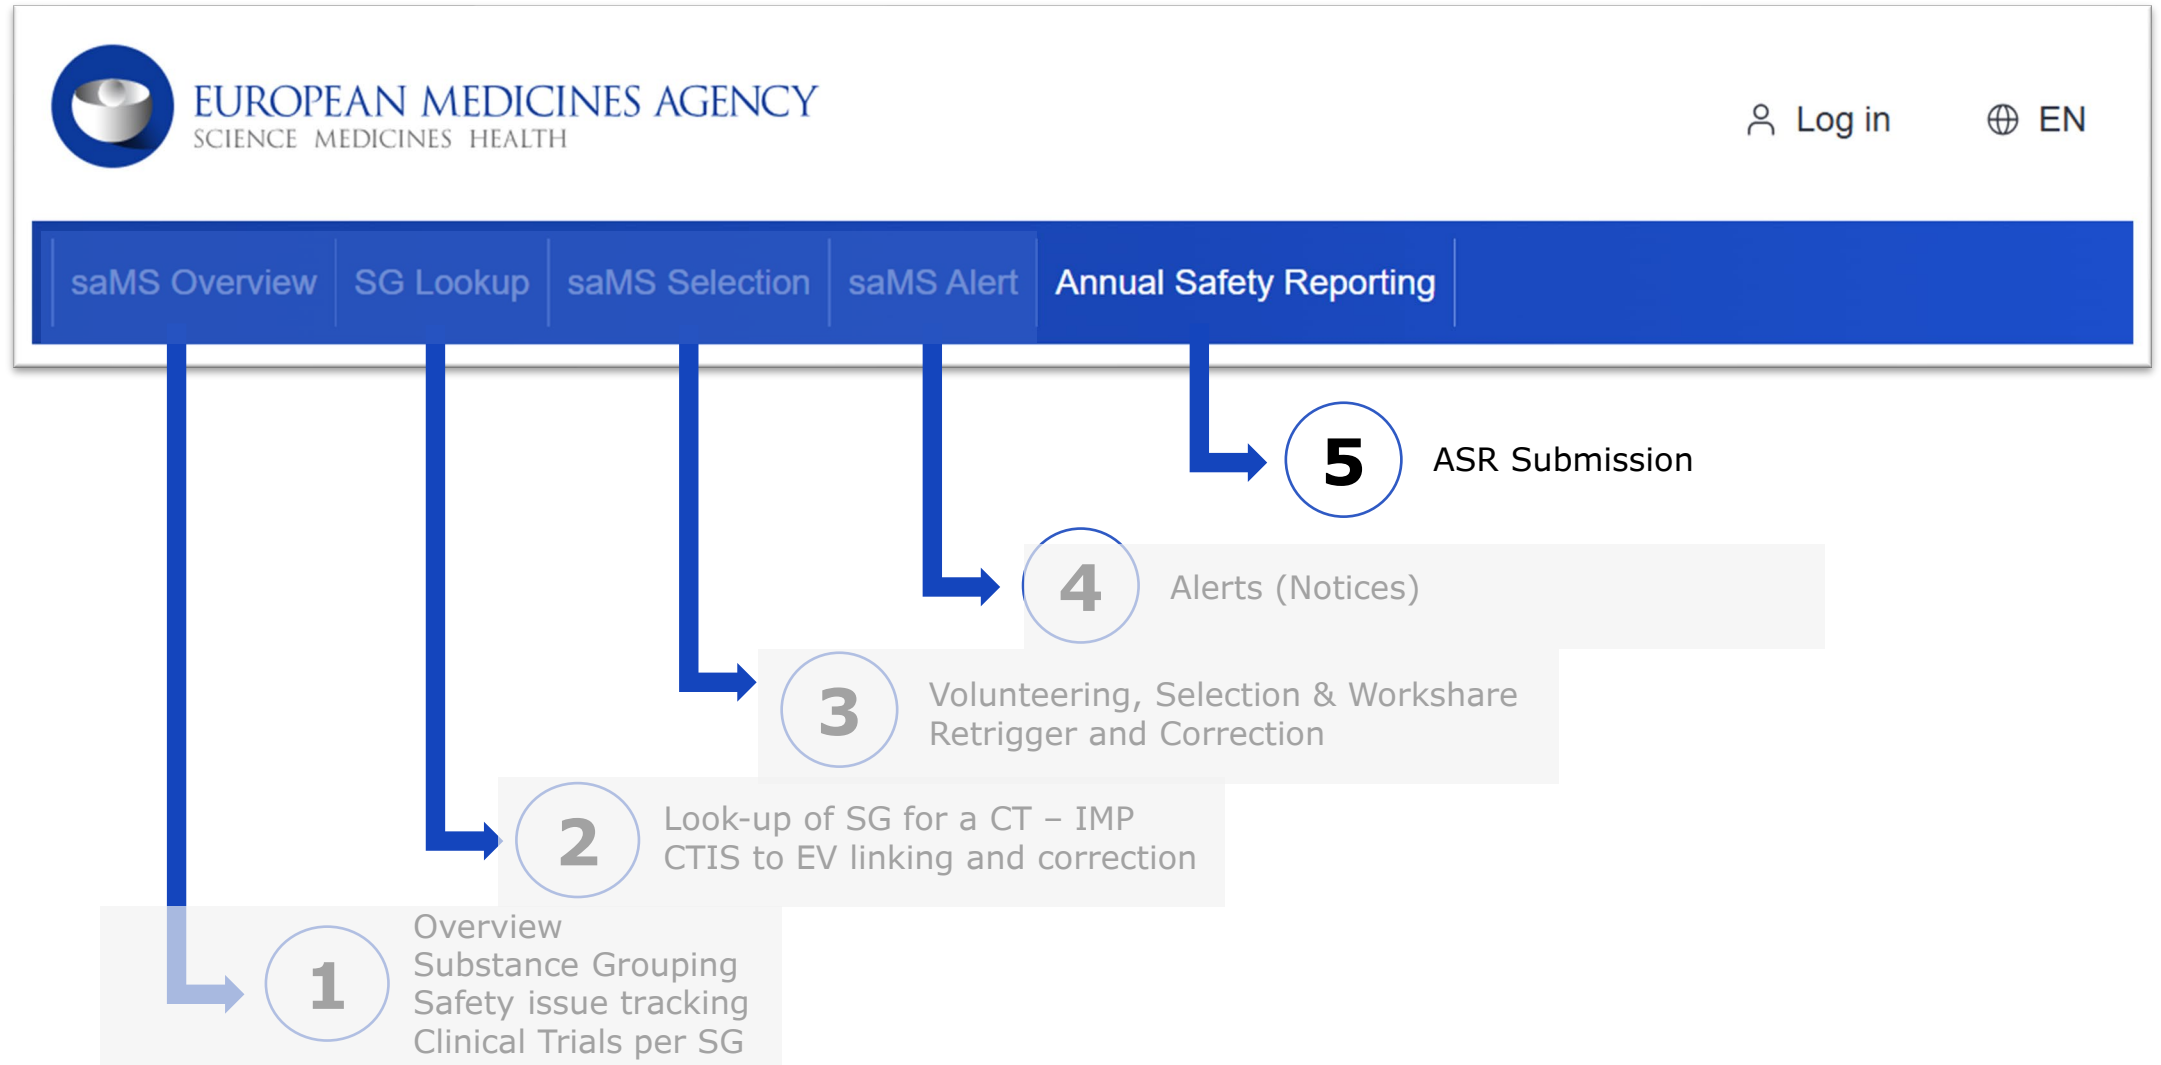 EUROPEAN MEDICINES AGENCY
SCIENCE MEDICINES HEALTH
Log in
EN
saMS Overview
SG Lookup
saMS Selection
saMS Alert
Annual Safety Reporting
5
ASR Submission
4
Alerts (Notices)
3
Volunteering, Selection & Workshare
Retrigger and Correction
2
Look-up of SG for a CT – IMP
CTIS to EV linking and correction
1
Overview
Substance Grouping
Safety issue tracking
Clinical Trials per SG